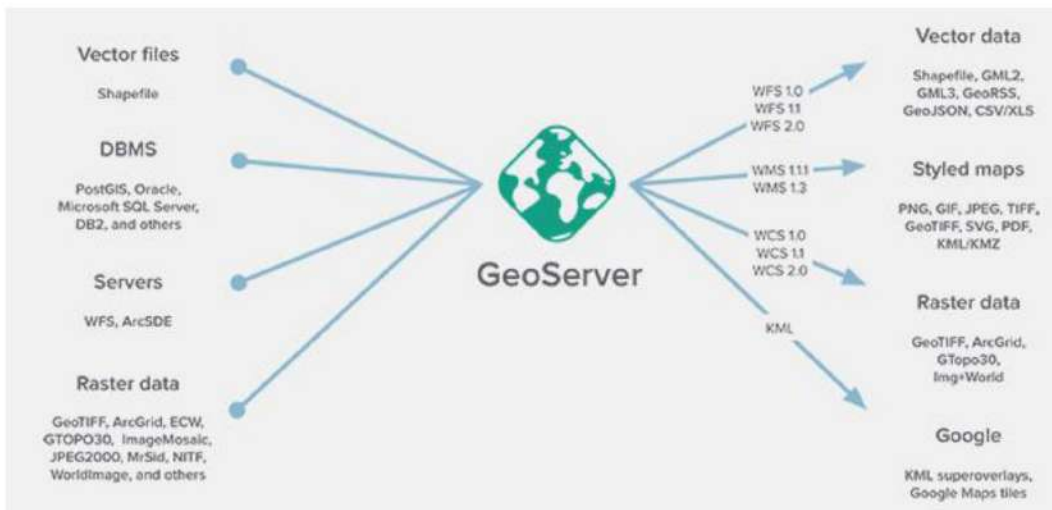 Vector files
Shapefile
DBMS
PostGIS, Oracle,
Microsoft SQL Server,
DB2, and others
Servers
WFS, ArcSDE
Raster data
GeoTIFF, ArcGrid, ECW,
GTOPO30, ImageMosaic,
JPEG2000, MrSid, NITF,
WorldImage, and others
GeoServer
WFS 1.0
WFS 1.1
WFS 2.0
WMS 1.1.1
WMS 1.3
WCS 1.0
WCS 1.1
WCS 2.0
KML
Vector data
Shapefile, GML2,
GML3, GeoRSS,
GeoJSON, CSV/XLS
Styled maps
PNG, GIF, JPEG, TIFF,
GeoTIFF, SVG, PDF,
KML/KMZ
Raster data
GeoTIFF, ArcGrid,
GTopo30,
Img+World
Google
KML superoverlays,
Google Maps tiles